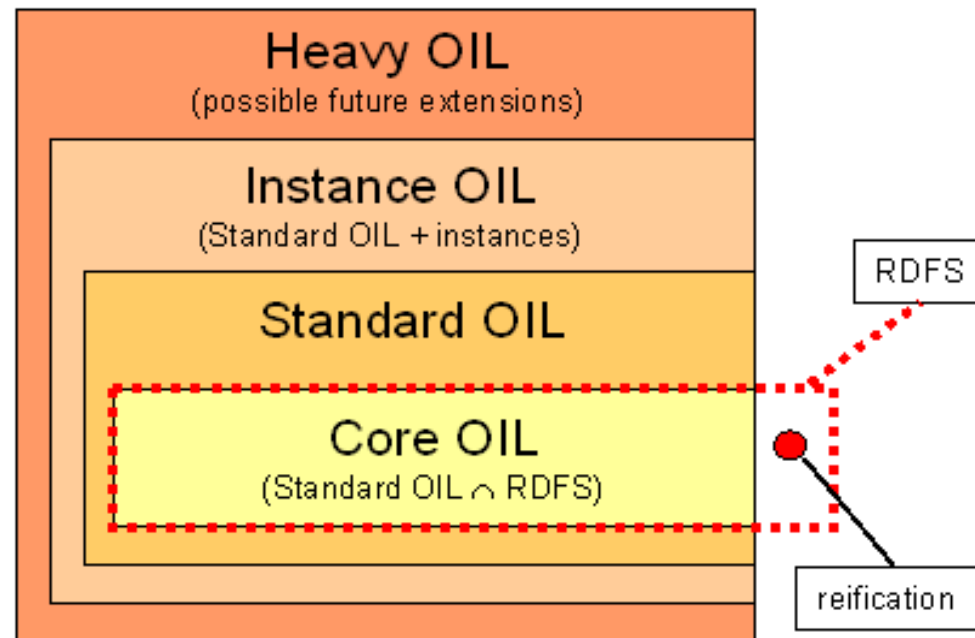 Heavy OIL
(possible future extensions)
Instance OIL
(Standard OIL + instances)
RDFS
Standard OIL
Core OIL
(Standard OIL ∩ RDFS)
reification